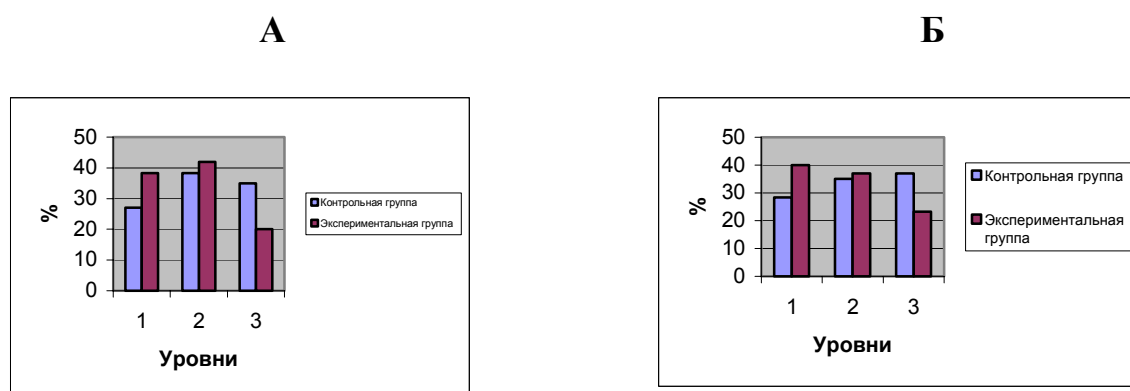 А
50
40
30
20
10
0
%
1 2 3
Уровни
Контрольная группа
Экспериментальная группа
Б
50
40
30
20
10
0
%
1 2 3
Уровни
Контрольная группа
Экспериментальная
группа